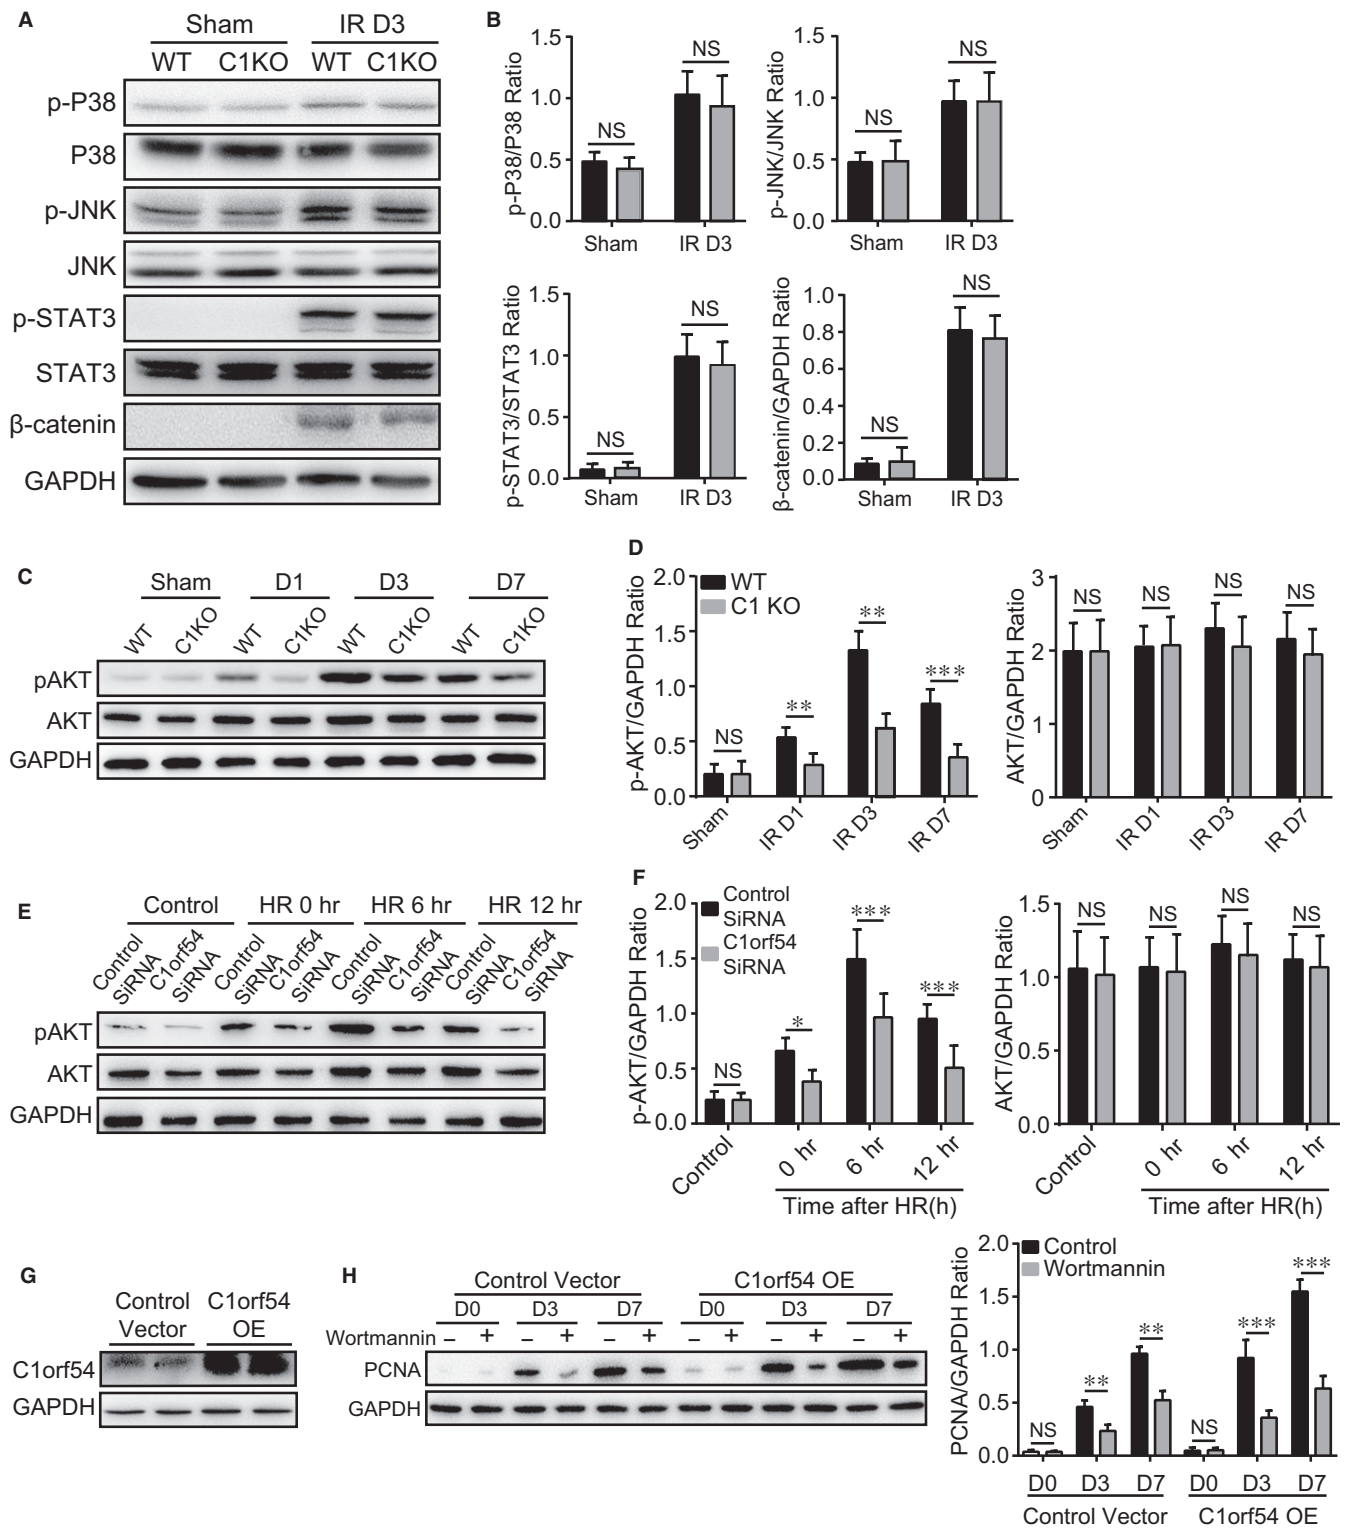 A
Sham IR D3
WT C1KO WT C1KO
p-P38
P38
p-JNK
JNK
p-STAT3
STAT3
β-catenin
GAPDH
B
p-P38/P38 Ratio
1.5
1.0
0.5
0.0
NS NS
Sham IR D3
p-JNK/JNK Ratio
1.5
1.0
0.5
0.0
NS NS
Sham IR D3
p-STAT3/STAT3 Ratio
1.5
1.0
0.5
0.0
NS NS
Sham IR D3
β-catenin/GAPDH Ratio
1.0
0.8
0.6
0.4
0.2
0.0
NS NS
Sham IR D3
C
Sham D1 D3 D7
WT C1KO WT C1KO WT C1KO WT C1KO
pAKT
AKT
GAPDH
D
p-AKT/GAPDH Ratio
2.0
1.5
1.0
0.5
0.0
WT
C1 KO
NS ** ** ***
Sham IR D1 IR D3 IR D7
AKT/GAPDH Ratio
3
2
1
0
NS NS NS NS
Sham IR D1 IR D3 IR D7
E
Control HR 0 hr HR 6 hr HR 12 hr
Control SiRNA C1orf54 SiRNA Control SiRNA C1orf54 SiRNA Control SiRNA C1orf54 SiRNA Control SiRNA C1orf54 SiRNA
pAKT
AKT
GAPDH
F
p-AKT/GAPDH Ratio
2.0
1.5
1.0
0.5
0.0
Control
SiRNA
C1orf54
SiRNA
NS * *** ***
Control 0 hr 6 hr 12 hr
Time after HR(h)
AKT/GAPDH Ratio
1.5
1.0
0.5
0.0
NS NS NS NS
Control 0 hr 6 hr 12 hr
Time after HR(h)
G
Control C1orf54
Vector OE
C1orf54
GAPDH
H
Control Vector C1orf54 OE
D0 D3 D7 D0 D3 D7
Wortmannin – + – + – + – + – + – +
PCNA
GAPDH
PCNA/GAPDH Ratio
2.0
1.5
1.0
0.5
0.0
Control
Wortmannin
NS ** ** NS *** ***
D0 D3 D7 D0 D3 D7
Control Vector C1orf54 OE